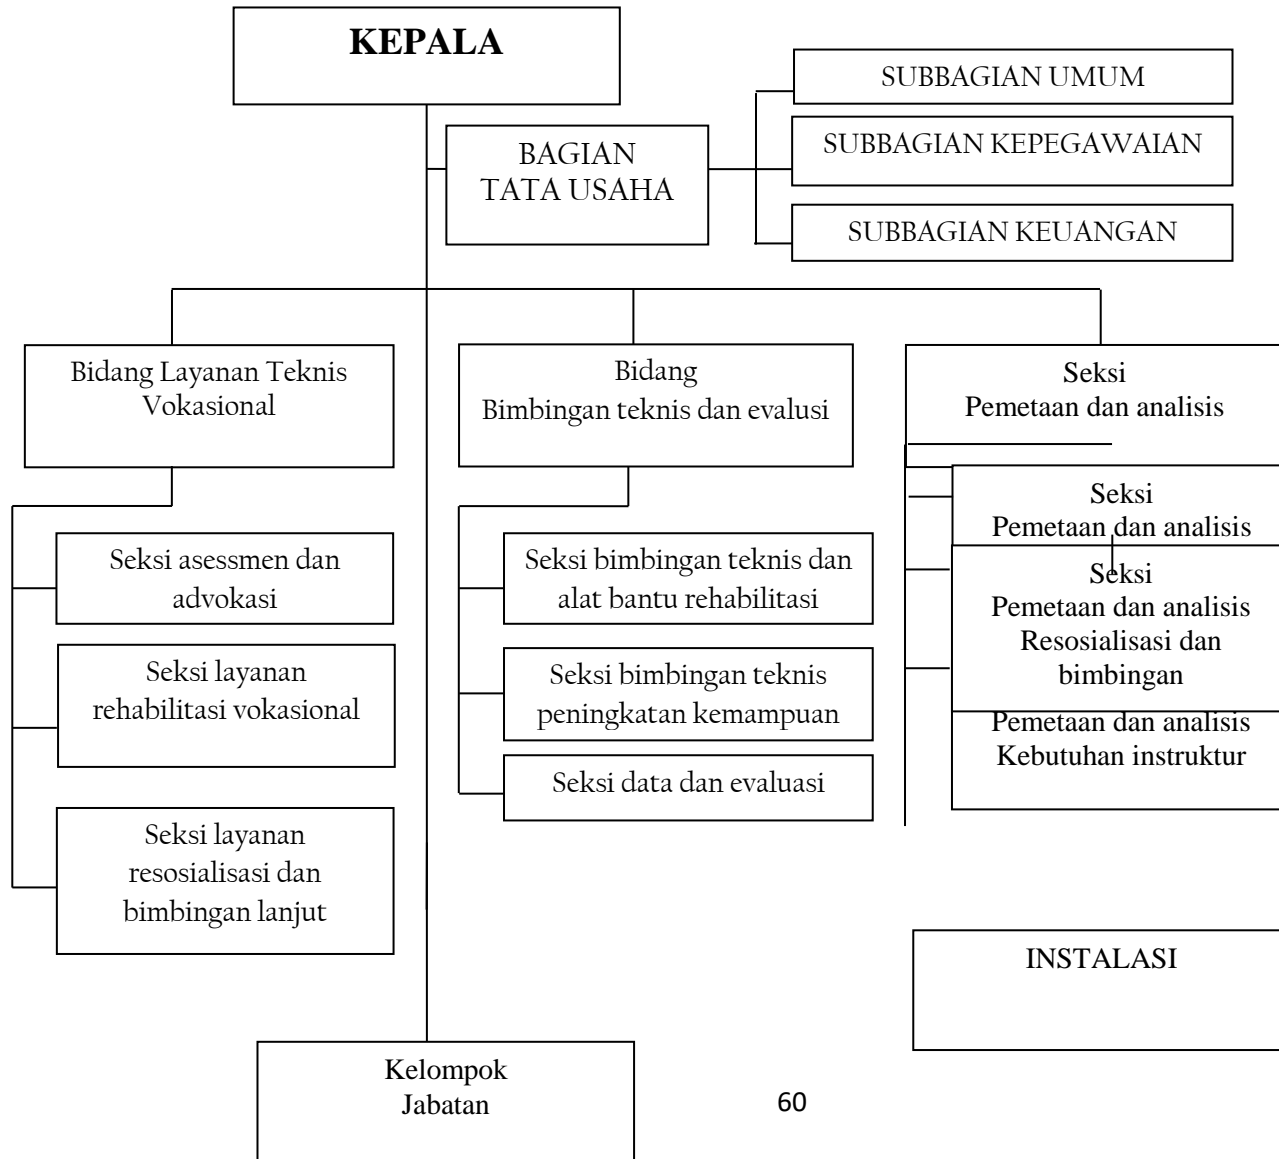 KEPALA
SUBBAGIAN UMUM
BAGIAN
TATA USAHA
SUBBAGIAN KEPEGAWAIAN
SUBBAGIAN KEUANGAN
Bidang Layanan Teknis
Vokasional
Bidang
Bimbingan teknis dan evalusi
Seksi
Pemetaan dan analisis
Seksi asessmen dan
advokasi
Seksi layanan
rehabilitasi vokasional
Seksi layanan
resosialisasi dan
bimbingan lanjut
Seksi bimbingan teknis dan
alat bantu rehabilitasi
Seksi bimbingan teknis
peningkatan kemampuan
Seksi data dan evaluasi
Seksi
Pemetaan dan analisis
Seksi
Pemetaan dan analisis
Resosialisasi dan
bimbingan
Pemetaan dan analisis
Kebutuhan instruktur
INSTALASI
Kelompok
Jabatan
60